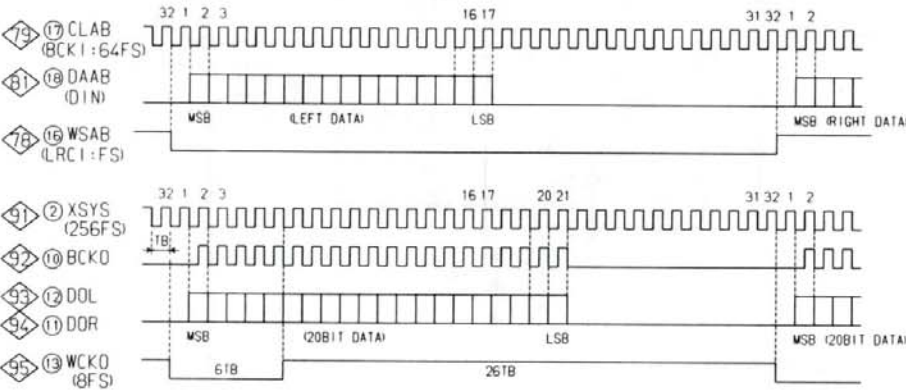 32 1 2 3 16 17 31 32 1 2
79 17 CLAB
(BCKI:64FS)
81 18 DAAB
(DIN)
MSB (LEFT DATA) LSB MSB (RIGHT DATA)
78 16 WSAB
(LRCI:FS)
32 1 2 3 16 17 20 21 31 32 1 2
91 2 XSYS
(256FS)
TB
92 10 BCKO
93 12 DOL
94 11 DOR
MSB (20BIT DATA) LSB MSB (20BIT DATA)
95 13 WCKO
(8FS)
6TB 26TB